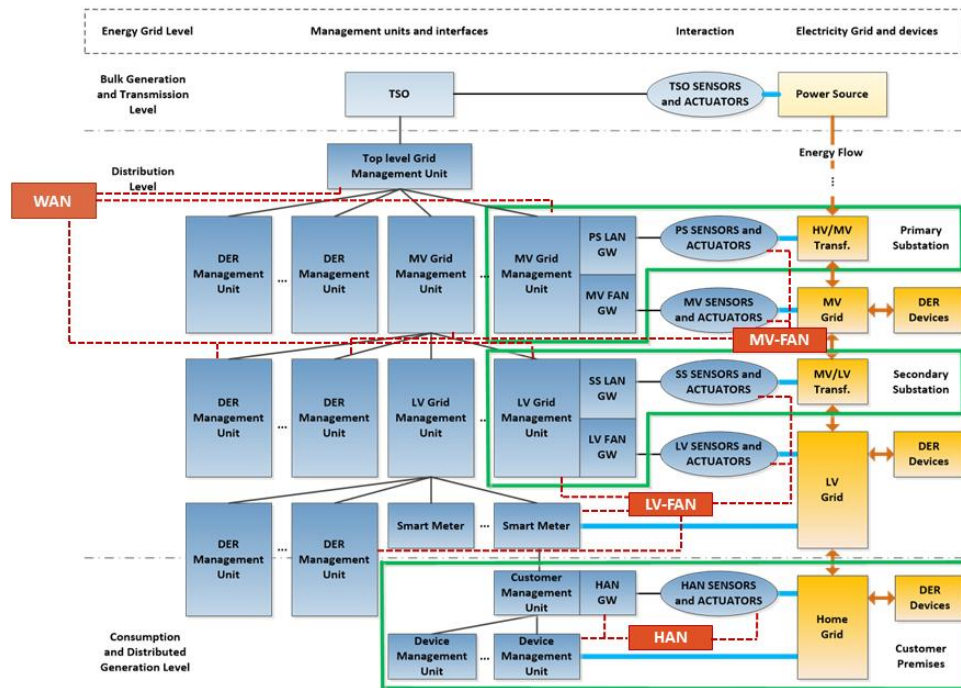 Energy Grid Level
Management units and interfaces
Interaction
Electricity Grid and devices
Bulk Generation
and Transmission
Level
TSO
TSO SENSORS
and ACTUATORS
Power Source
Top level Grid
Management Unit
Energy Flow
...
Distribution
Level
WAN
DER
Management
Unit
...
DER
Management
Unit
MV Grid
Management
Unit
...
MV Grid
Management
Unit
PS LAN
GW
MV FAN
GW
PS SENSORS and
ACTUATORS
HV/MV
Transf.
Primary
Substation
MV SENSORS and
ACTUATORS
MV
Grid
DER
Devices
MV-FAN
DER
Management
Unit
...
DER
Management
Unit
LV Grid
Management
Unit
...
LV Grid
Management
Unit
SS LAN
GW
LV FAN
GW
SS SENSORS and
ACTUATORS
MV/LV
Transf.
Secondary
Substation
LV SENSORS and
ACTUATORS
LV
Grid
DER
Devices
LV-FAN
DER
Management
Unit
...
DER
Management
Unit
Smart Meter
...
Smart Meter
Customer
Management
Unit
HAN
GW
HAN SENSORS
and ACTUATORS
Home
Grid
DER
Devices
HAN
Consumption
and Distributed
Generation Level
Device
Management
Unit
...
Device
Management
Unit
Customer
Premises